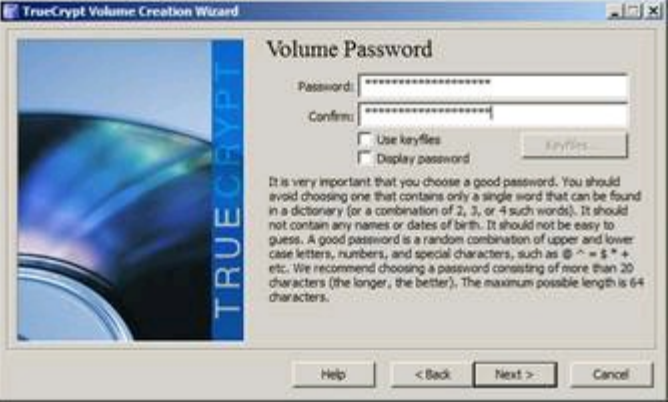 TrueCrypt Volume Creation Wizard
TRUECRYPT
Volume Password
Password: *******************
Confirm: *******************
Use keyfiles
Keyfiles...
Display password
It is very important that you choose a good password. You should
avoid choosing one that contains only a single word that can be found
in a dictionary (or a combination of 2, 3, or 4 such words). It should
not contain any names or dates of birth. It should not be easy to
guess. A good password is a random combination of upper and lower
case letters, numbers, and special characters, such as @ ^ = $ * +
etc. We recommend choosing a password consisting of more than 20
characters (the longer, the better). The maximum possible length is 64
characters.
Help
< Back
Next >
Cancel